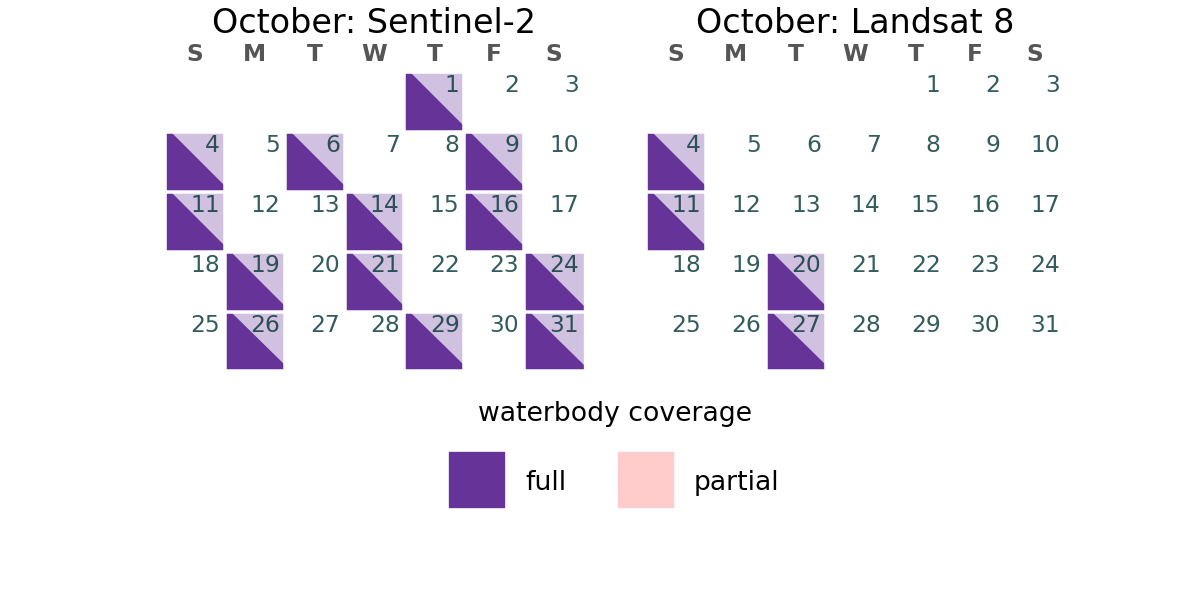 October: Sentinel-2
S M T W T F S
1 2 3
4 5 6 7 8 9 10
11 12 13 14 15 16 17
18 19 20 21 22 23 24
25 26 27 28 29 30 31
October: Landsat 8
S M T W T F S
1 2 3
4 5 6 7 8 9 10
11 12 13 14 15 16 17
18 19 20 21 22 23 24
25 26 27 28 29 30 31
waterbody coverage
full partial